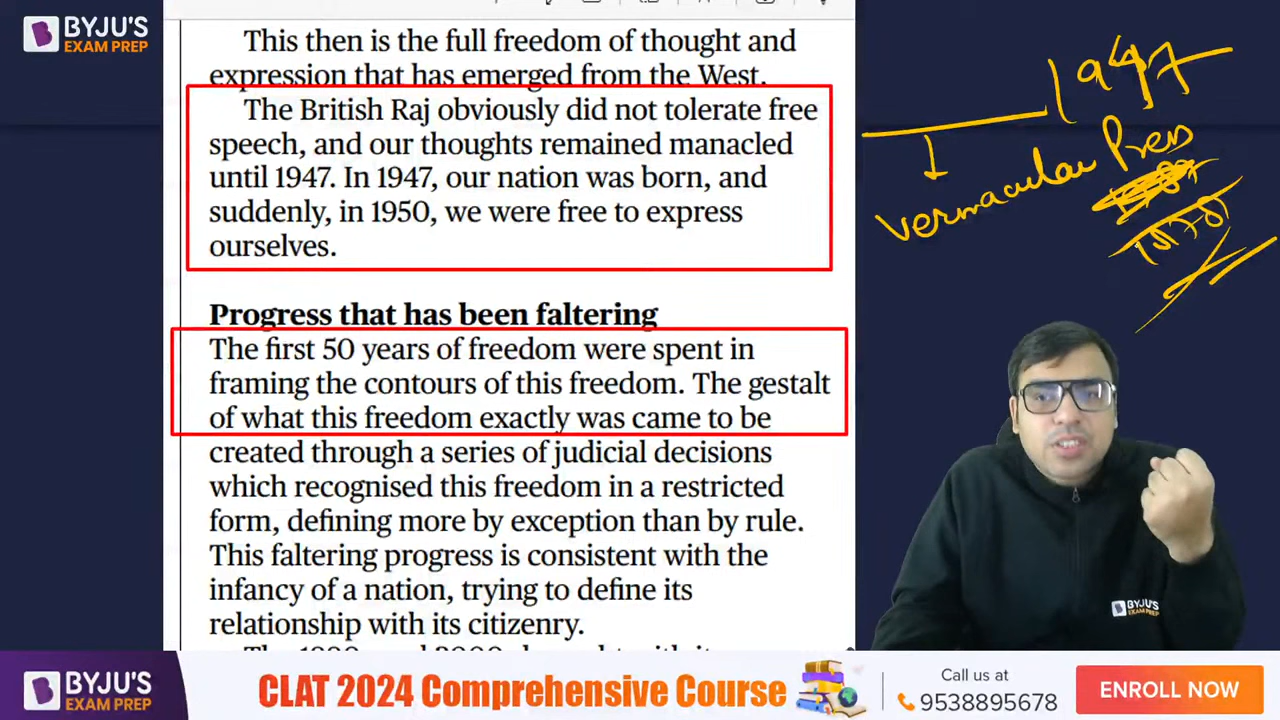 BYJU'S
EXAM PREP
This then is the full freedom of thought and
expression that has emerged from the West.
The British Raj obviously did not tolerate free
speech, and our thoughts remained manacled
until 1947. In 1947, our nation was born, and
suddenly, in 1950, we were free to express
ourselves.
Progress that has been faltering
The first 50 years of freedom were spent in
framing the contours of this freedom. The gestalt
of what this freedom exactly was came to be
created through a series of judicial decisions
which recognised this freedom in a restricted
form, defining more by exception than by rule.
This faltering progress is consistent with the
infancy of a nation, trying to define its
relationship with its citizenry.
1947
Vernacular Press
1878
BYJU'S
EXAM PREP
BYJU'S
EXAM PREP
CLAT 2024 Comprehensive Course
Call us at
9538895678
ENROLL NOW